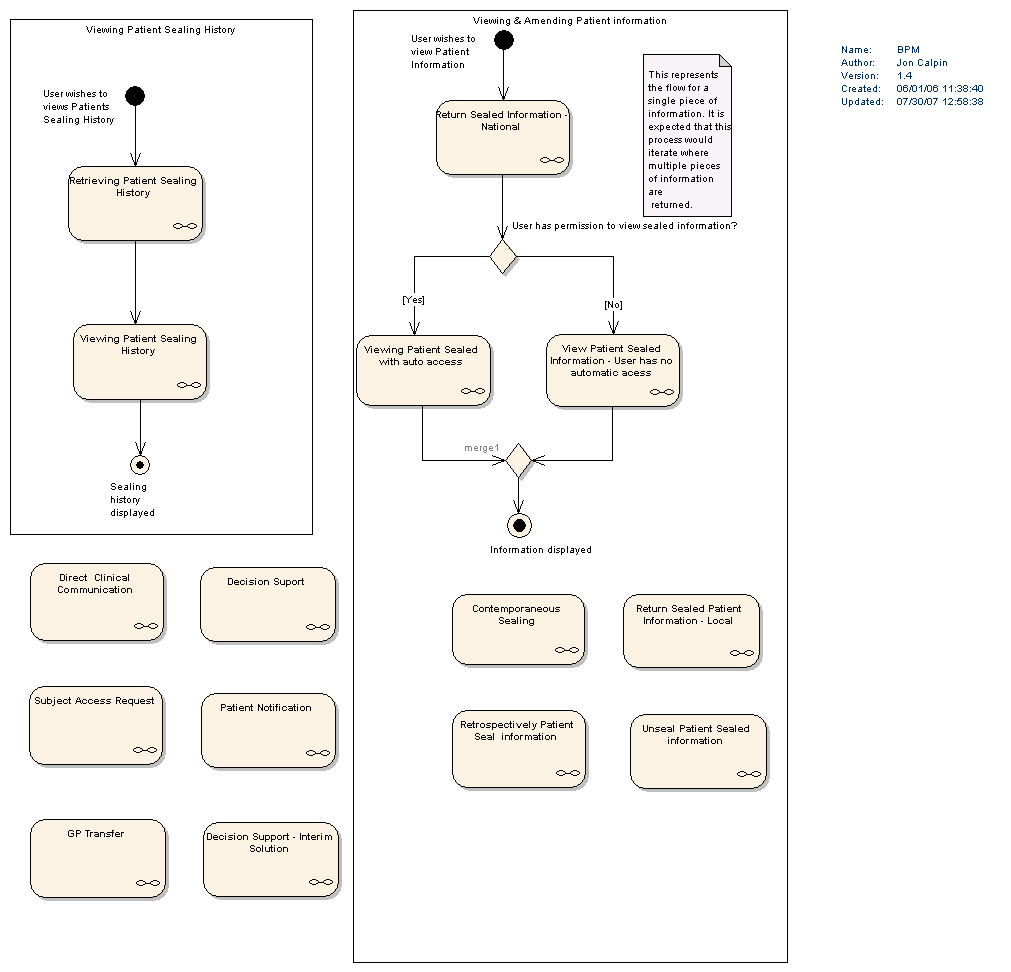 Viewing Patient Sealing History
User wishes to
views Patients
Sealing History
Retrieving Patient Sealing
History
Viewing Patient Sealing
History
Sealing
history
displayed
Viewing & Amending Patient information
User wishes to
view Patient
Information
Return Sealed Information -
National
This represents
the flow for a
single piece of
information. It is
expected that this
process would
iterate where
multiple pieces
of information
are
returned.
User has permission to view sealed information?
[Yes]
[No]
Viewing Patient Sealed
with auto access
View Patient Sealed
Information - User has no
automatic acess
merge1
Information displayed
Contemporaneous
Sealing
Return Sealed Patient
Information - Local
Retrospectively Patient
Seal information
Unseal Patient Sealed
information
Direct Clinical
Communication
Decision Suport
Subject Access Request
Patient Notification
GP Transfer
Decision Support - Interim
Solution
Name: BPM
Author: Jon Calpin
Version: 1.4
Created: 06/01/06 11:38:40
Updated: 07/30/07 12:58:38